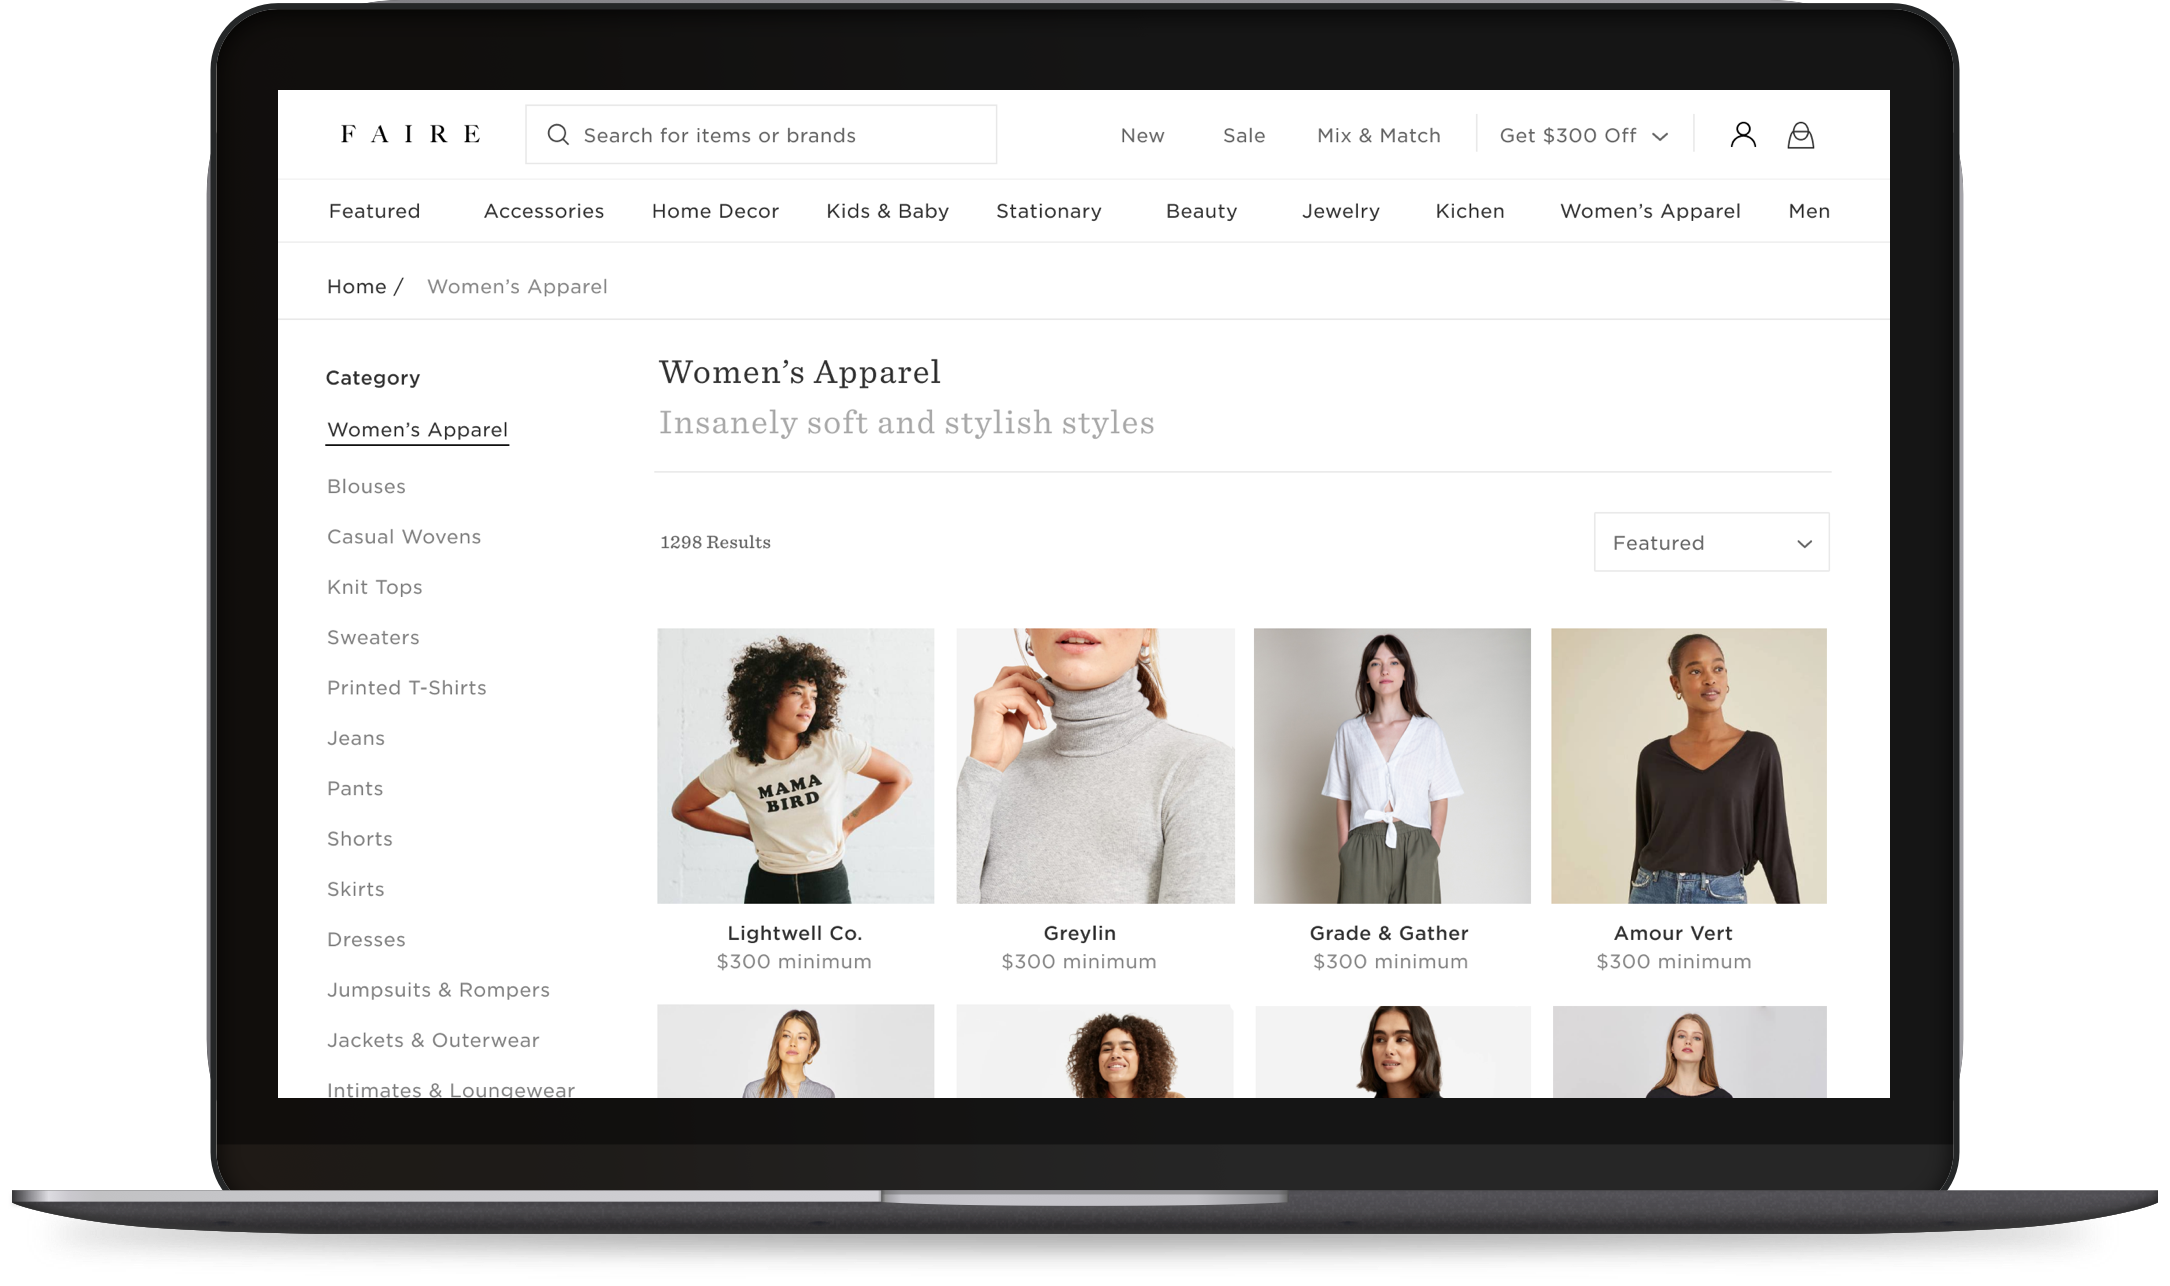 FAIRE
Search for items or brands
New
Sale
Mix & Match
Get $300 Off
Featured
Accessories
Home Decor
Kids & Baby
Stationary
Beauty
Jewelry
Kichen
Women’s Apparel
Men
Home / Women’s Apparel
Category
Women’s Apparel
Blouses
Casual Wovens
Knit Tops
Sweaters
Printed T-Shirts
Jeans
Pants
Shorts
Skirts
Dresses
Jumpsuits & Rompers
Jackets & Outerwear
Intimates & Loungewear
Women’s Apparel
Insanely soft and stylish styles
1298 Results
Featured
MAMA
BIRD
Lightwell Co.
$300 minimum
Greylin
$300 minimum
Grade & Gather
$300 minimum
Amour Vert
$300 minimum